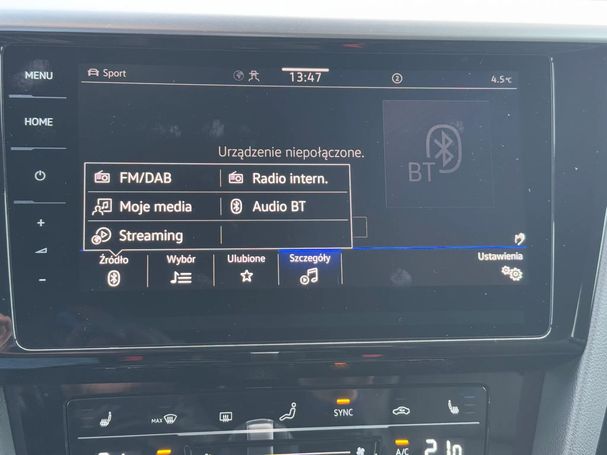 MENU
Sport
13:47
2
4.5°C
HOME
Urządzenie niepołączone.
BT
FM/DAB
Radio intern.
Moje media
Audio BT
Streaming
+
-
Źródło
Wybór
Ulubione
Szczegóły
Ustawienia
MAX
SYNC
A/C